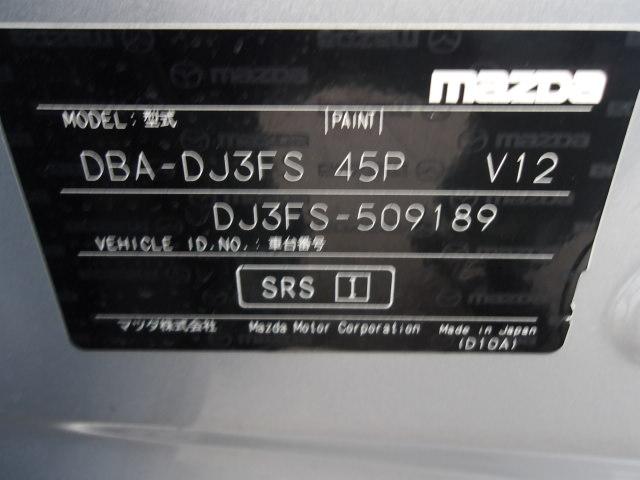 mazda
MODEL: 型式 PAINT
DBA-DJ3FS 45P V12
DJ3FS-509189
VEHICLE ID.NO.: 車台番号
SRS I
マツダ株式会社 Mazda Motor Corporation Made in Japan
(D10A)